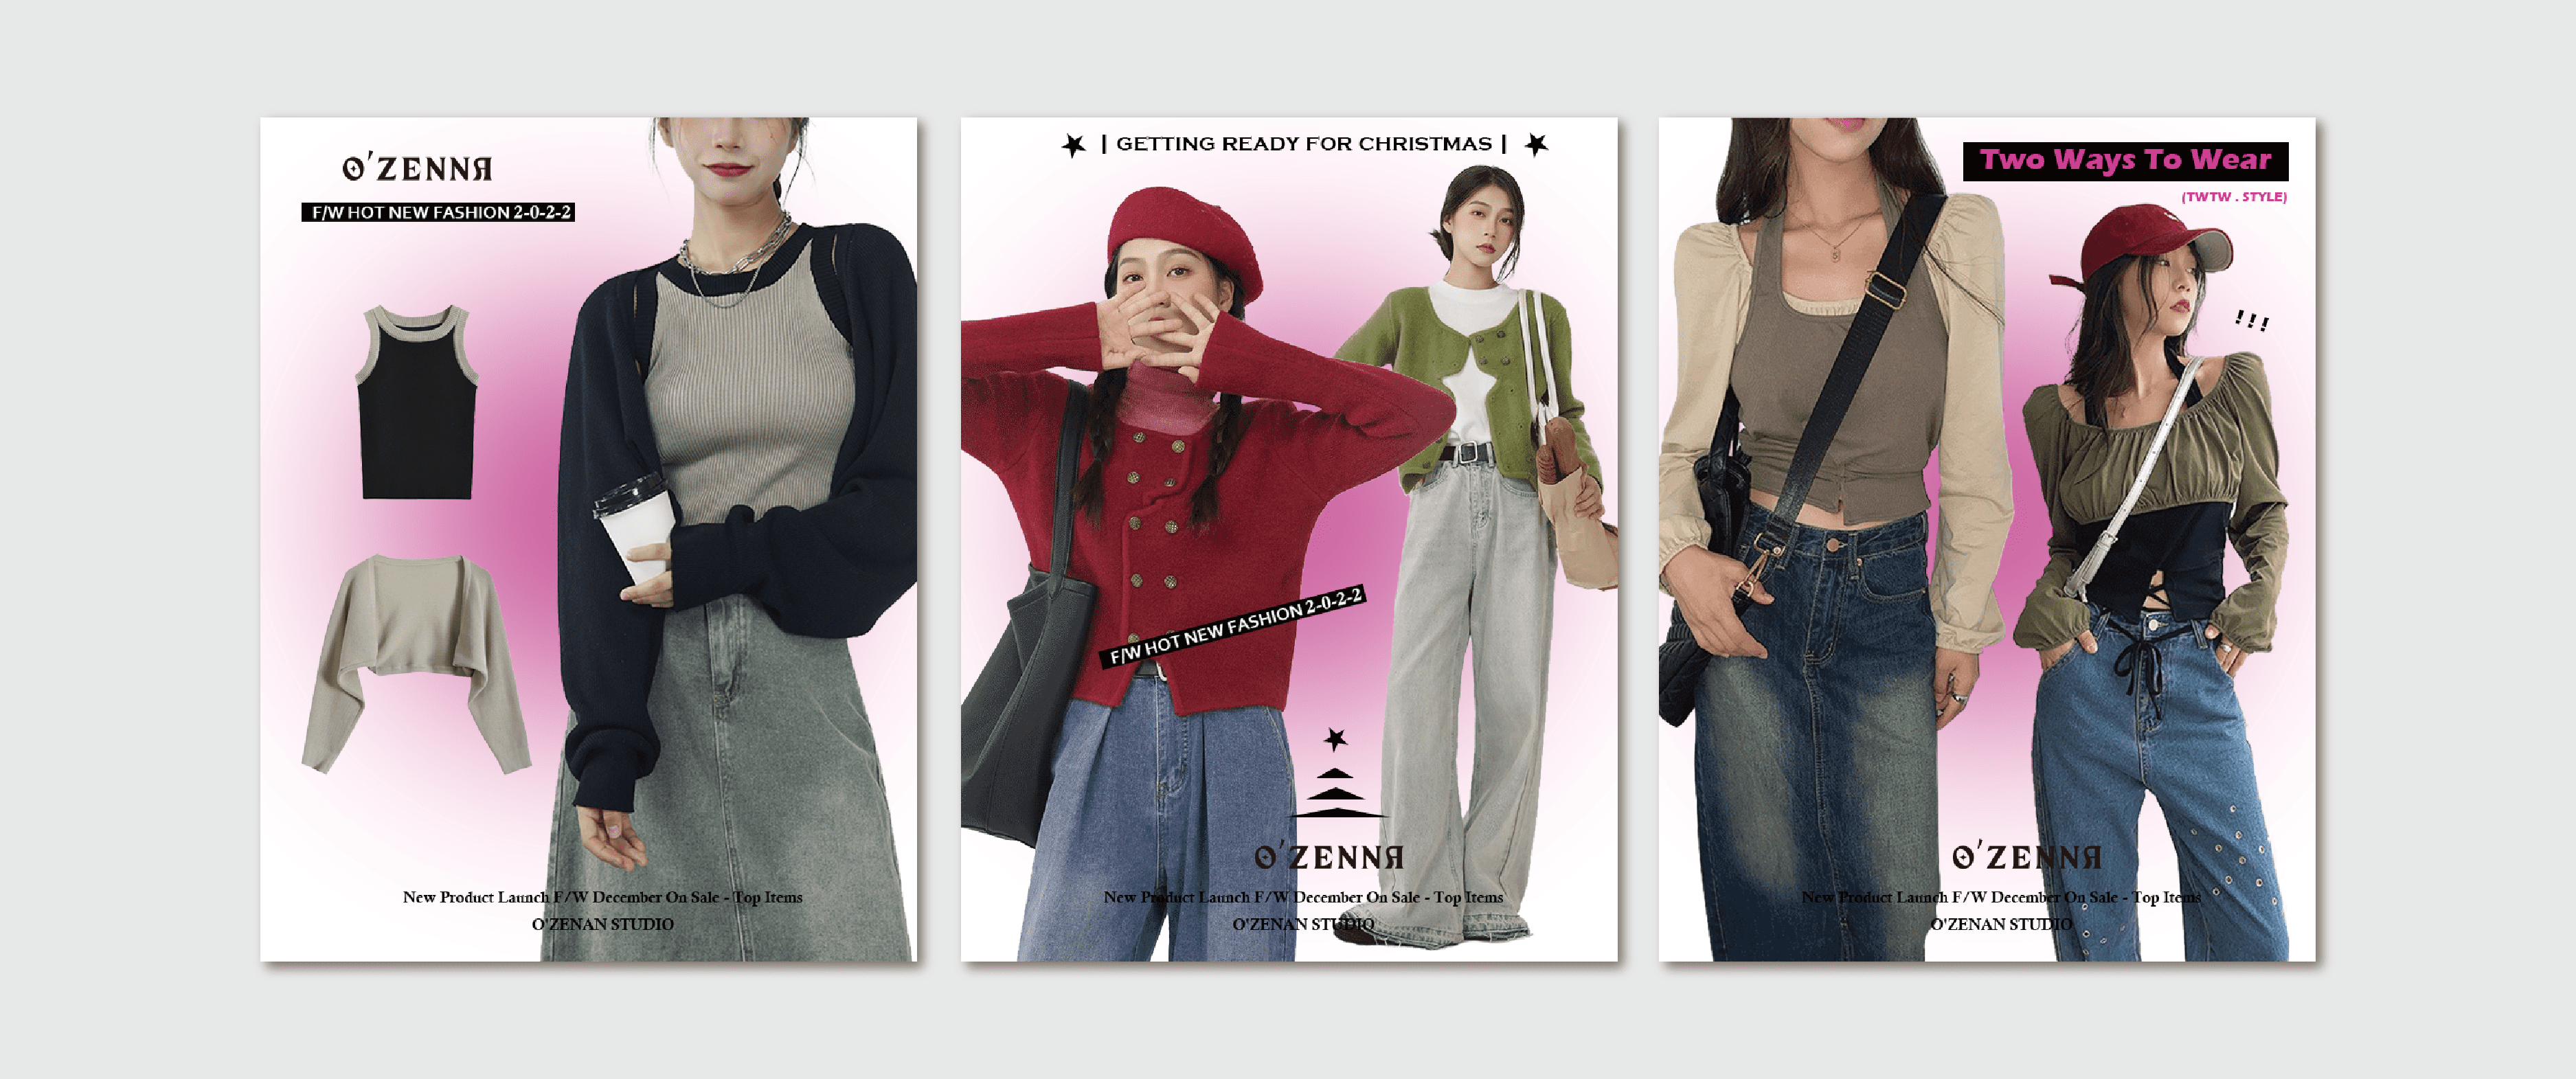 O'ZENNЯ
F/W HOT NEW FASHION 2-0-2-2
New Product Launch F/W December On Sale - Top Items
O'ZENAN STUDIO
| GETTING READY FOR CHRISTMAS |
F/W HOT NEW FASHION 2-0-2-2
O'ZENNЯ
New Product Launch F/W December On Sale - Top Items
O'ZENAN STUDIO
Two Ways To Wear
(TWTW . STYLE)
!!!
O'ZENNЯ
New Product Launch F/W December On Sale - Top Items
O'ZENAN STUDIO